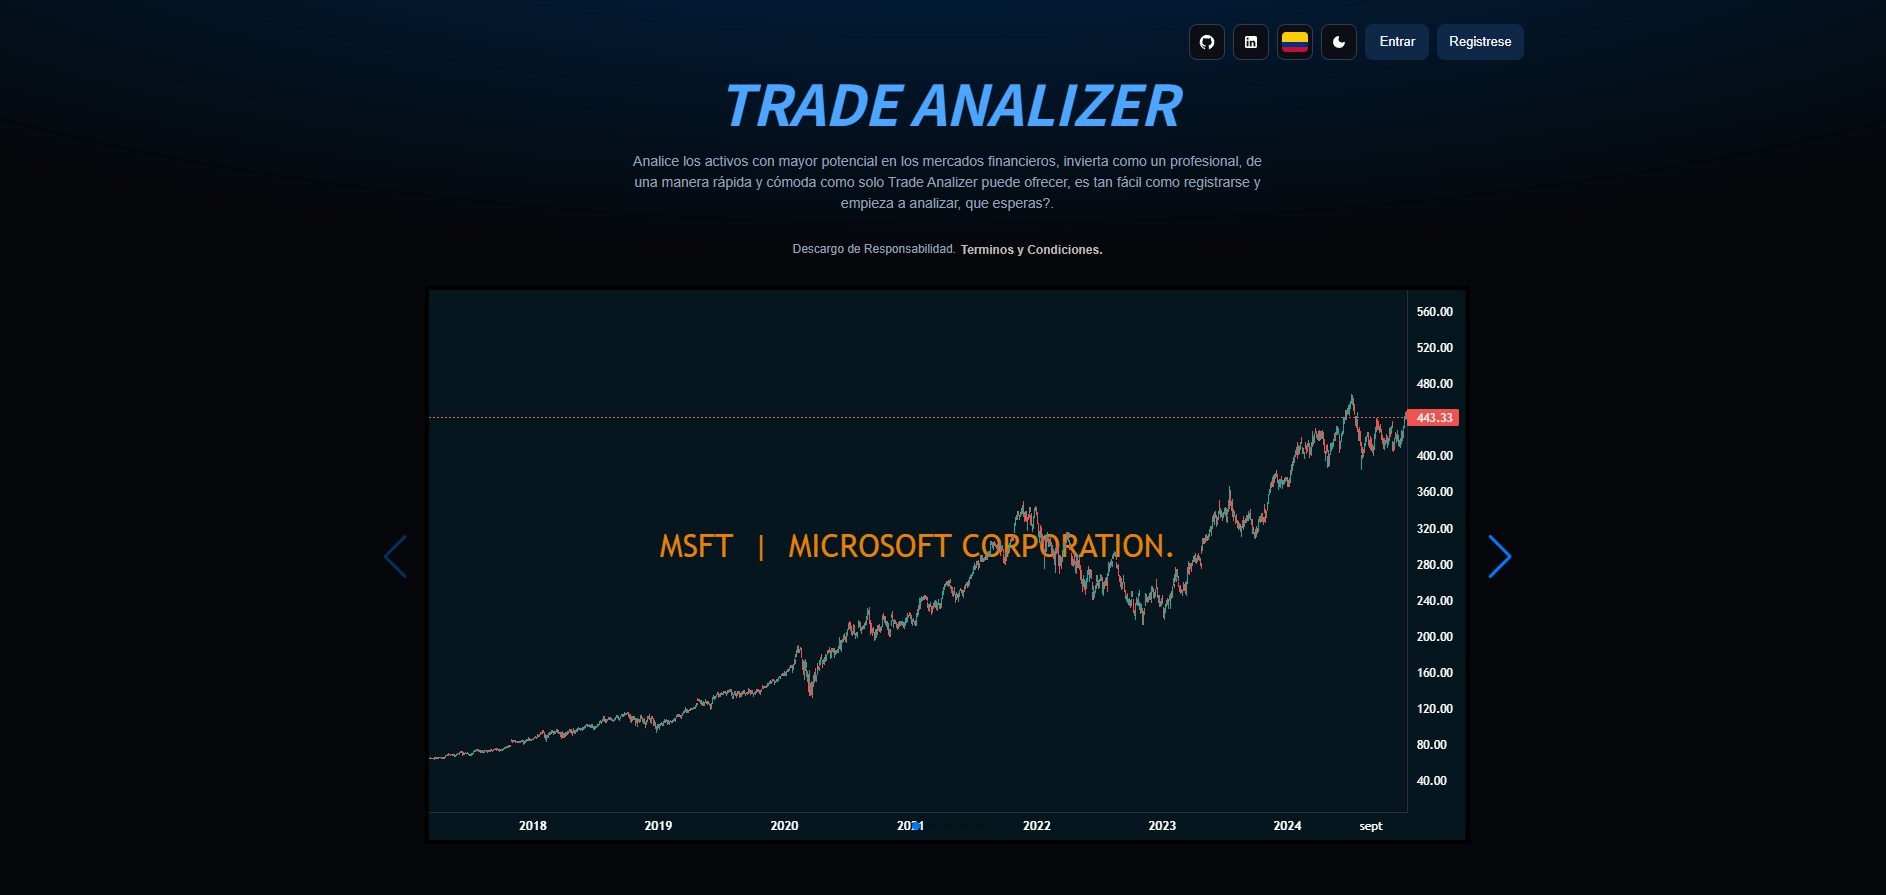 Entrar
Registrese
TRADE ANALIZER
Analice los activos con mayor potencial en los mercados financieros, invierta como un profesional, de
una manera rápida y cómoda como solo Trade Analizer puede ofrecer, es tan fácil como registrarse y
empieza a analizar, que esperas?.
Descargo de Responsabilidad. Terminos y Condiciones.
560.00
520.00
480.00
443.33
400.00
360.00
320.00
MSFT | MICROSOFT CORPORATION.
280.00
240.00
200.00
160.00
120.00
80.00
40.00
2018 2019 2020 2021 2022 2023 2024 sept